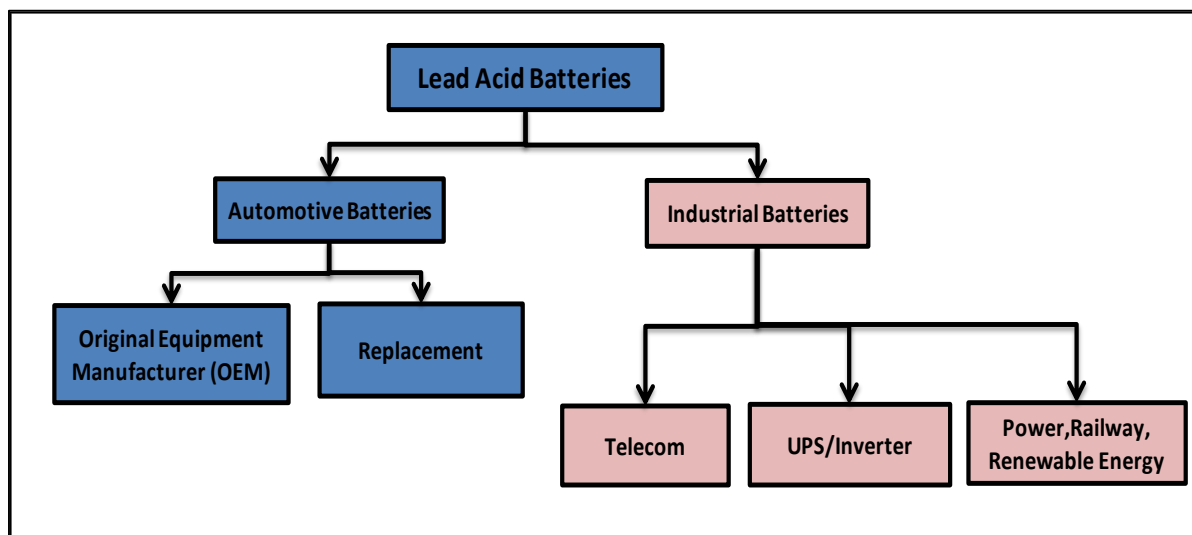 Lead Acid Batteries
Automotive Batteries
Industrial Batteries
Original Equipment
Manufacturer (OEM)
Replacement
Telecom
UPS/Inverter
Power,Railway,
Renewable Energy